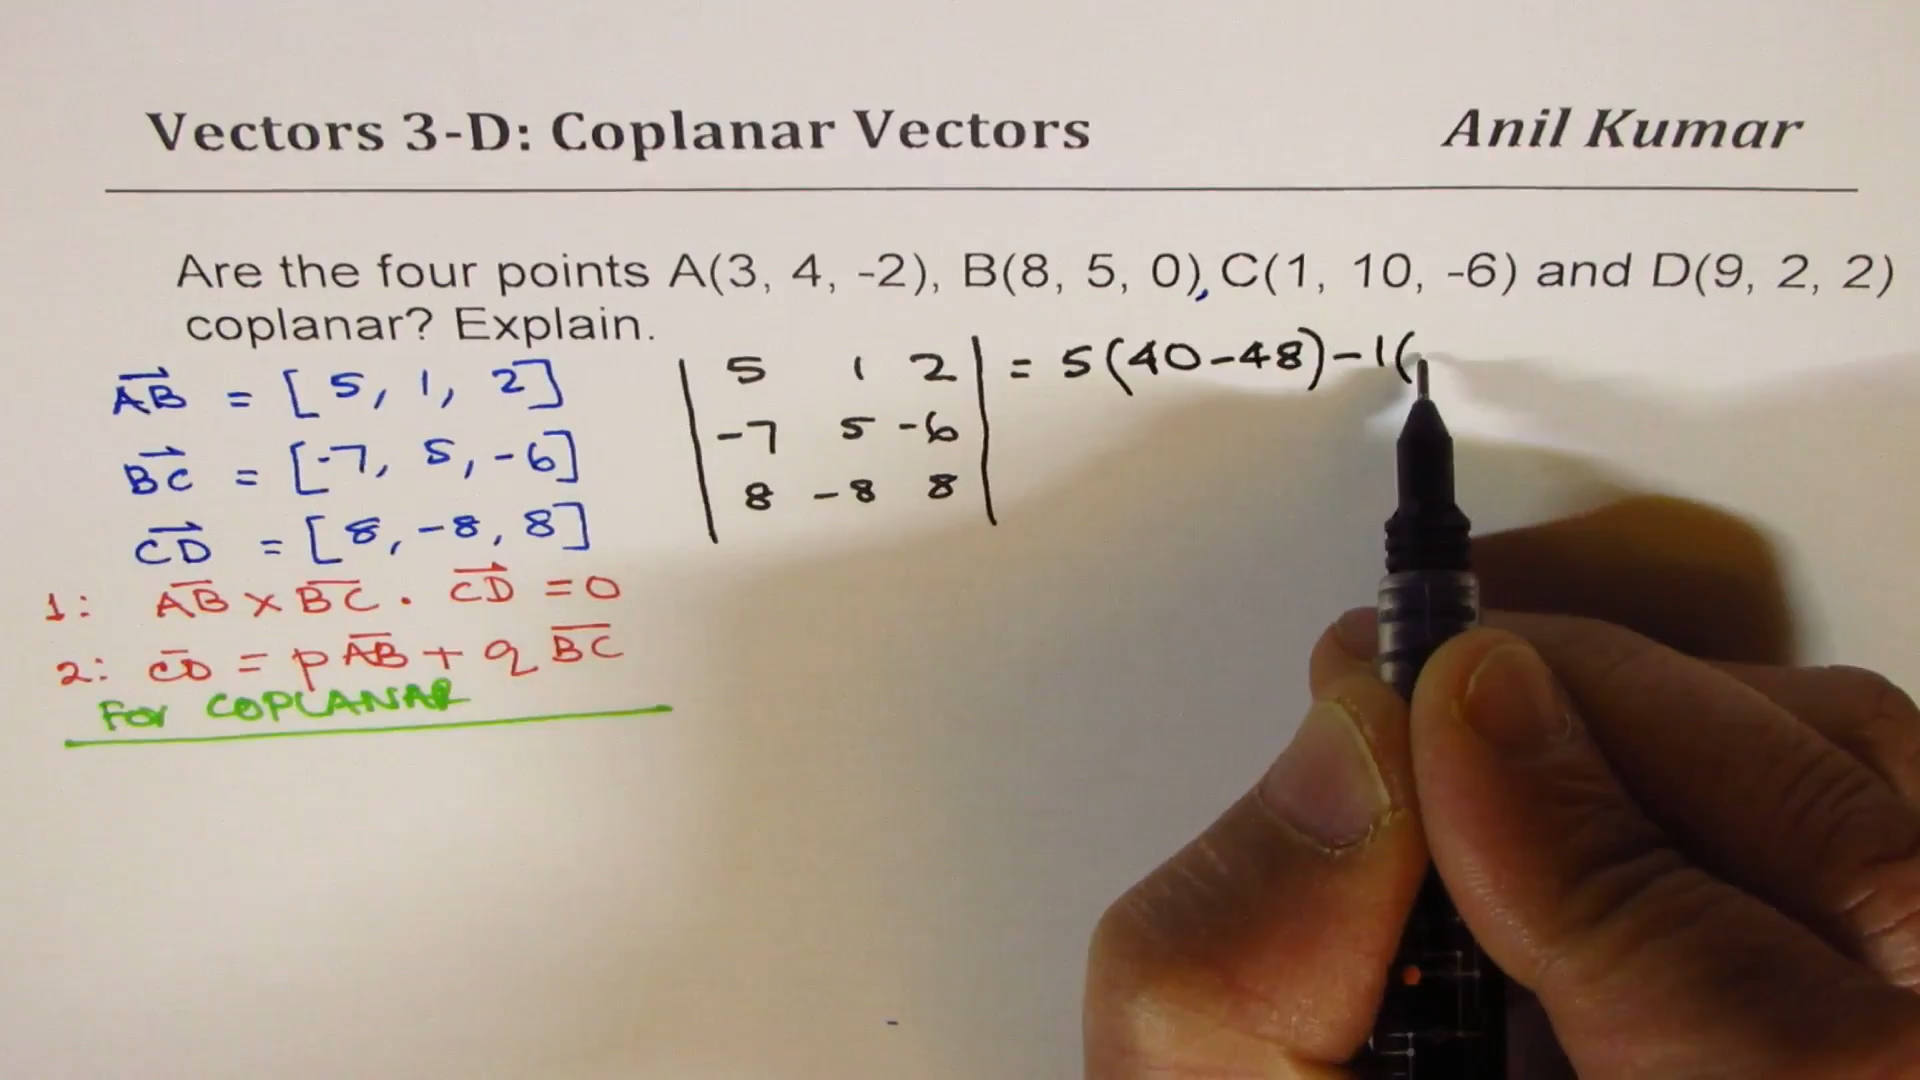 Vectors 3-D: Coplanar Vectors Anil Kumar
Are the four points A(3, 4, -2), B(8, 5, 0), C(1, 10, -6) and D(9, 2, 2)
coplanar? Explain.
AB = [5, 1, 2]
BC = [-7, 5, -6]
CD = [8, -8, 8]
1: AB × BC . CD = 0
2: CD = pAB + qBC
For COPLANAR
| 5 1 2 | = 5(40-48)-1(
-7 5 -6
8 -8 8